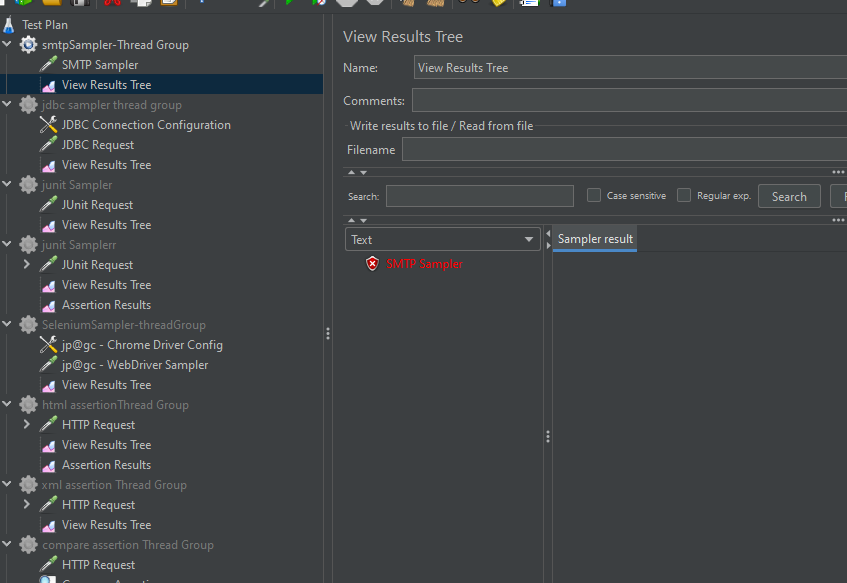 Test Plan
smtpSampler-Thread Group
SMTP Sampler
View Results Tree
jdbc sampler thread group
JDBC Connection Configuration
JDBC Request
View Results Tree
junit Sampler
JUnit Request
View Results Tree
junit Samplerr
JUnit Request
View Results Tree
Assertion Results
SeleniumSampler-threadGroup
jp@gc - Chrome Driver Config
jp@gc - WebDriver Sampler
View Results Tree
html assertionThread Group
HTTP Request
View Results Tree
Assertion Results
xml assertion Thread Group
HTTP Request
View Results Tree
compare assertion Thread Group
HTTP Request
View Results Tree
Name: View Results Tree
Comments:
Write results to file / Read from file
Filename
Search: Case sensitive Regular exp. Search
Text
Sampler result
SMTP Sampler